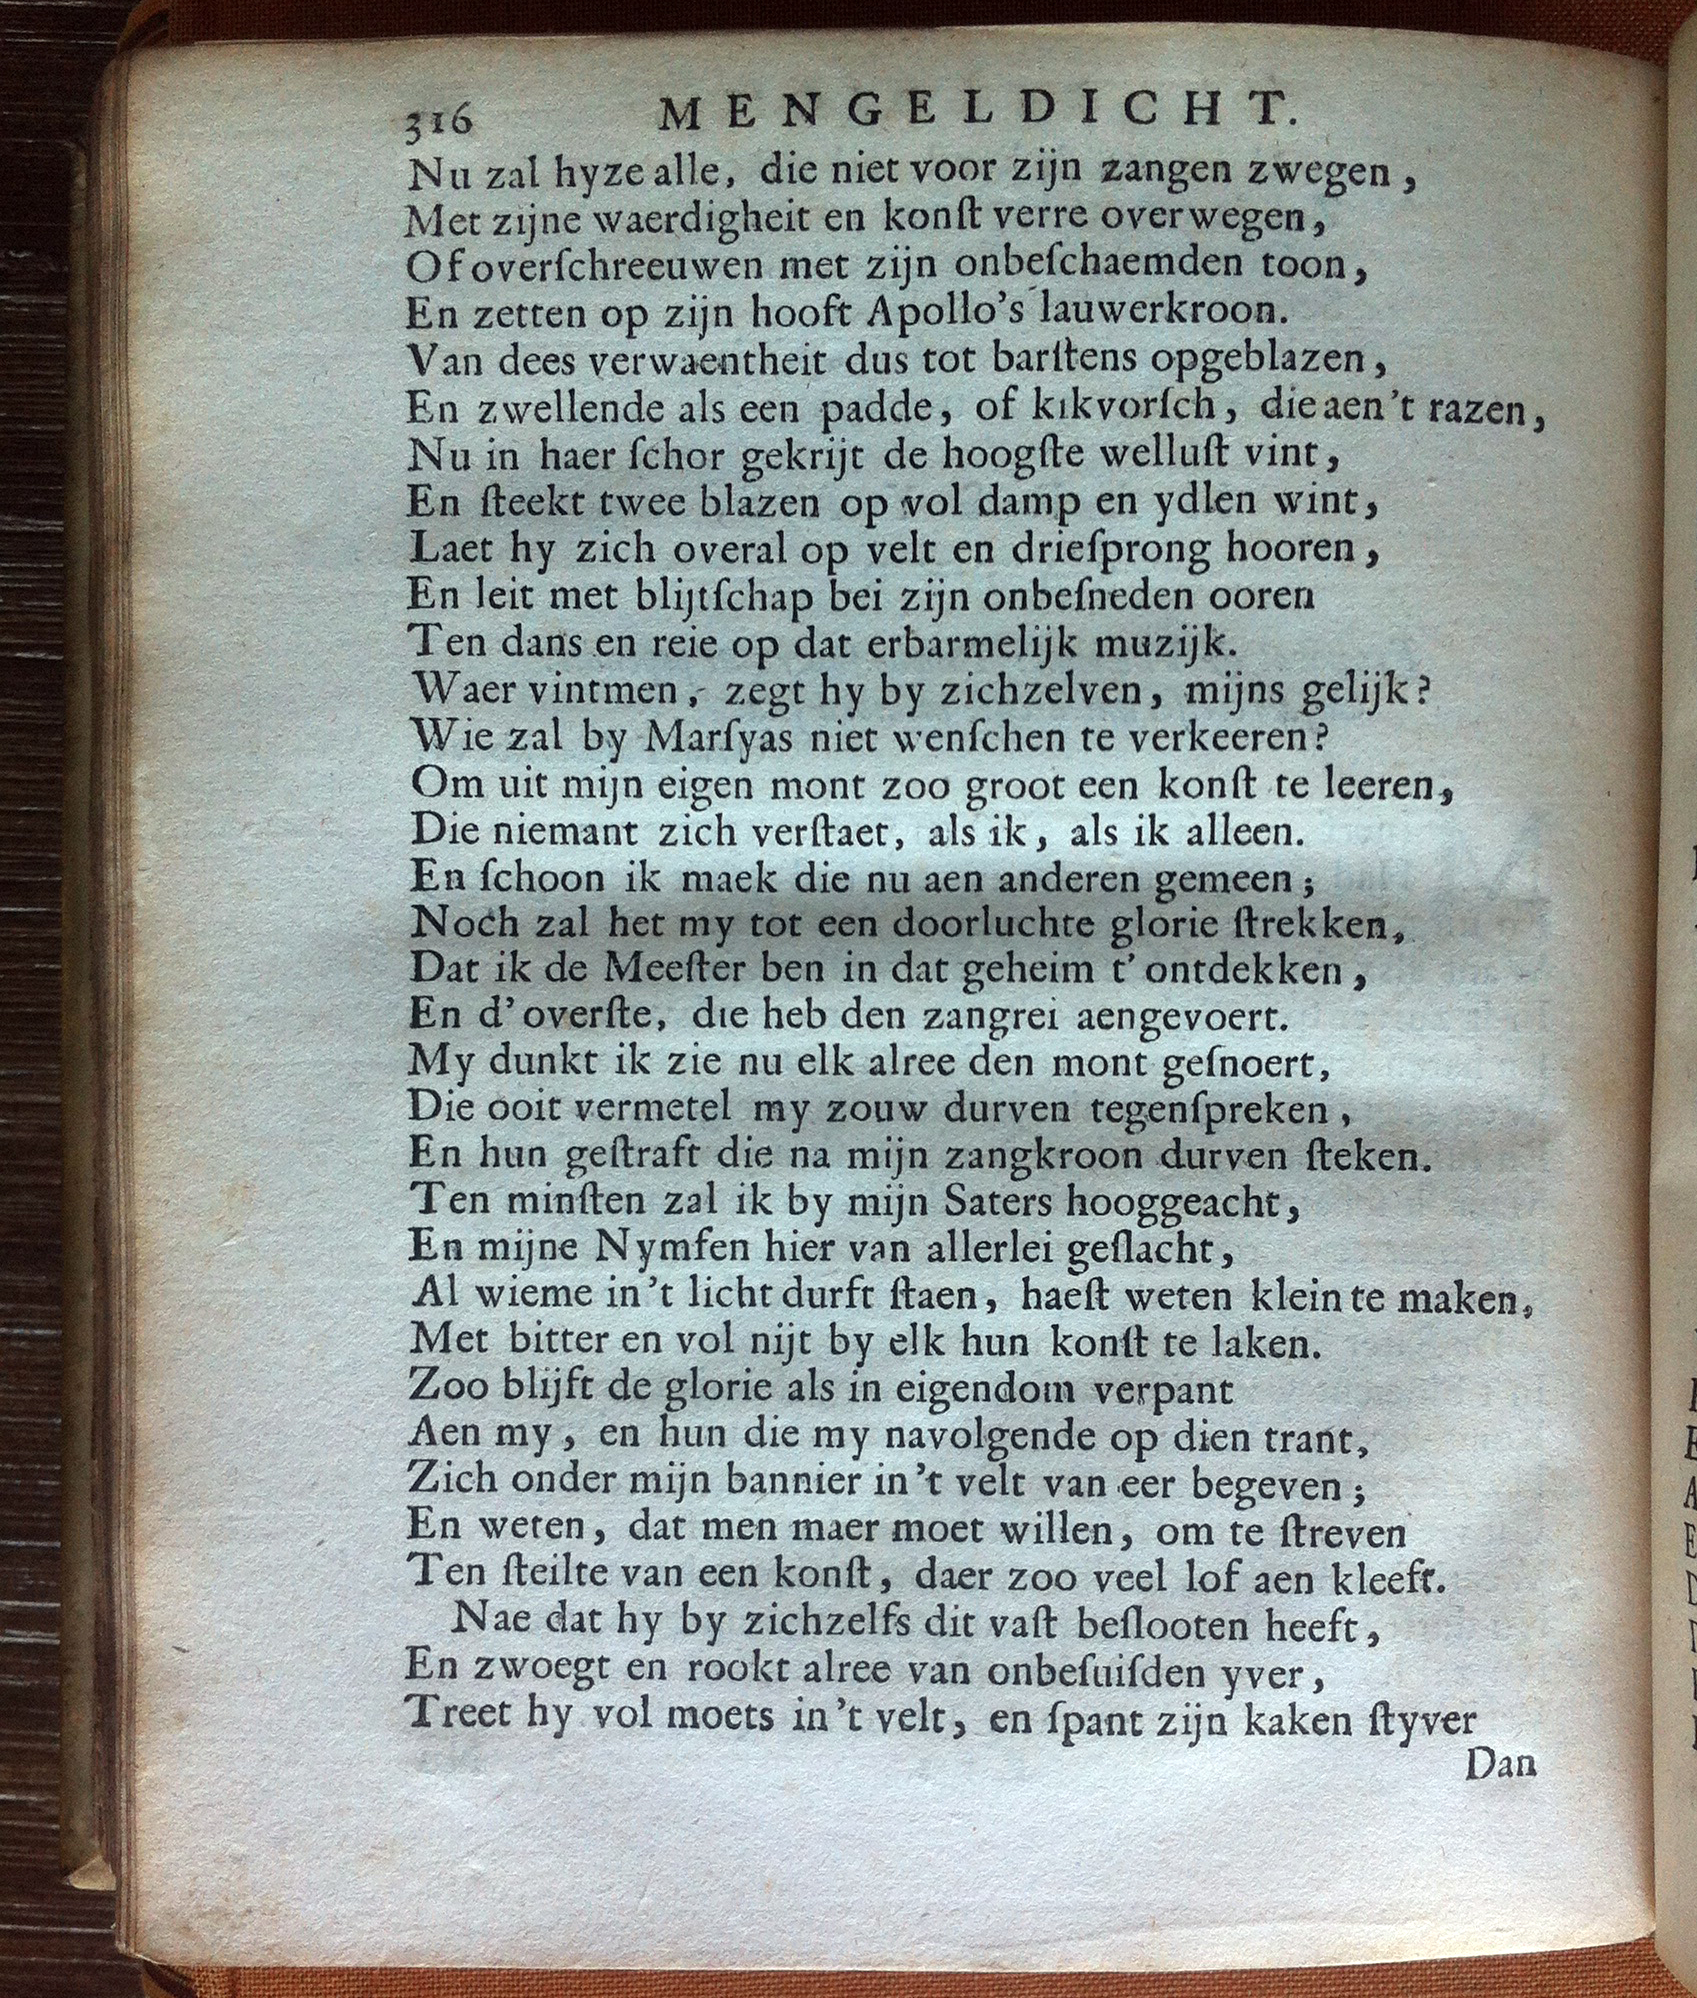 316 MENGELDICHT.
Nu zal hyze alle, die niet voor zijn zangen zwegen,
Met zijne waerdigheit en konſt verre overwegen,
Of overſchreeuwen met zijn onbeſchaemden toon,
En zetten op zijn hooft Apollo's lauwerkroon.
Van dees verwaentheit dus tot barſtens opgeblazen,
En zwellende als een padde, of kikvorſch, die aen't razen,
Nu in haer ſchor gekrijt de hoogſte welluſt vint,
En ſteekt twee blazen op vol damp en ydlen wint,
Laet hy zich overal op velt en drieſprong hooren,
En leit met blijtſchap bei zijn onbeſneden ooren
Ten dans en reie op dat erbarmelijk muzijk.
Waer vintmen, zegt hy by zichzelven, mijns gelijk?
Wie zal by Marſyas niet wenſchen te verkeeren?
Om uit mijn eigen mont zoo groot een konſt te leeren,
Die niemant zich verſtaet, als ik, als ik alleen.
En ſchoon ik maek die nu aen anderen gemeen;
Noch zal het my tot een doorluchte glorie ſtrekken,
Dat ik de Meeſter ben in dat geheim t' ontdekken,
En d' overſte, die heb den zangrei aengevoert.
My dunkt ik zie nu elk alree den mont geſnoert,
Die ooit vermetel my zouw durven tegenſpreken,
En hun geſtraft die na mijn zangkroon durven ſteken.
Ten minſten zal ik by mijn Saters hooggeacht,
En mijne Nymfen hier van allerlei geſlacht,
Al wieme in't licht durft ſtaen, haeſt weten klein te maken,
Met bitter en vol nijt by elk hun konſt te laken.
Zoo blijft de glorie als in eigendom verpant
Aen my, en hun die my navolgende op dien trant,
Zich onder mijn bannier in't velt van eer begeven;
En weten, dat men maer moet willen, om te ſtreven
Ten ſteilte van een konſt, daer zoo veel lof aen kleeft.
Nae dat hy by zichzelfs dit vaſt beſlooten heeft,
En zwoegt en rookt alree van onbeſuiſden yver,
Treet hy vol moets in't velt, en ſpant zijn kaken ſtyver
Dan